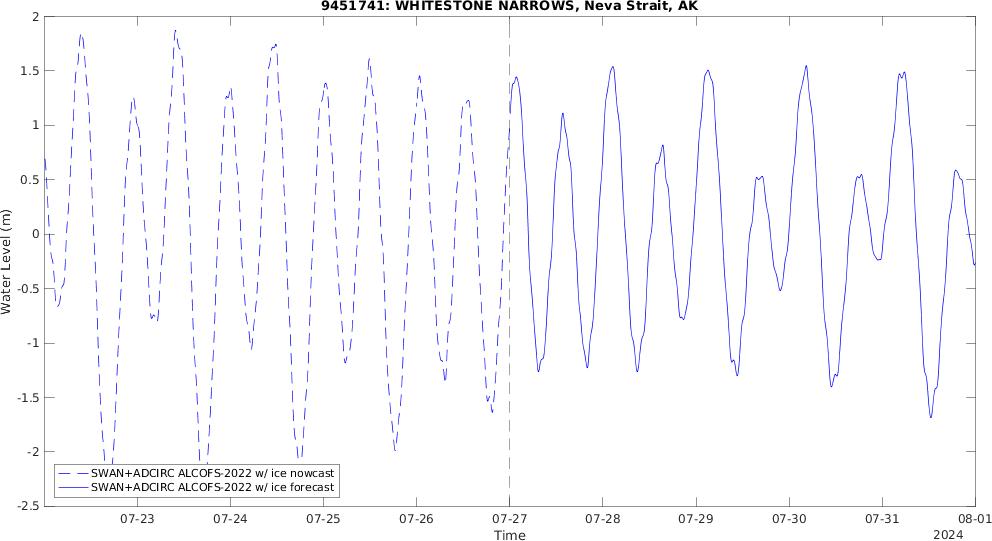 9451741: WHITESTONE NARROWS, Neva Strait, AK
2
1.5
1
0.5
0
-0.5
-1
-1.5
-2
-2.5
Water Level (m)
SWAN+ADCIRC ALCOFS-2022 w/ ice nowcast
SWAN+ADCIRC ALCOFS-2022 w/ ice forecast
07-23 07-24 07-25 07-26 07-27 07-28 07-29 07-30 07-31 08-01
Time
2024